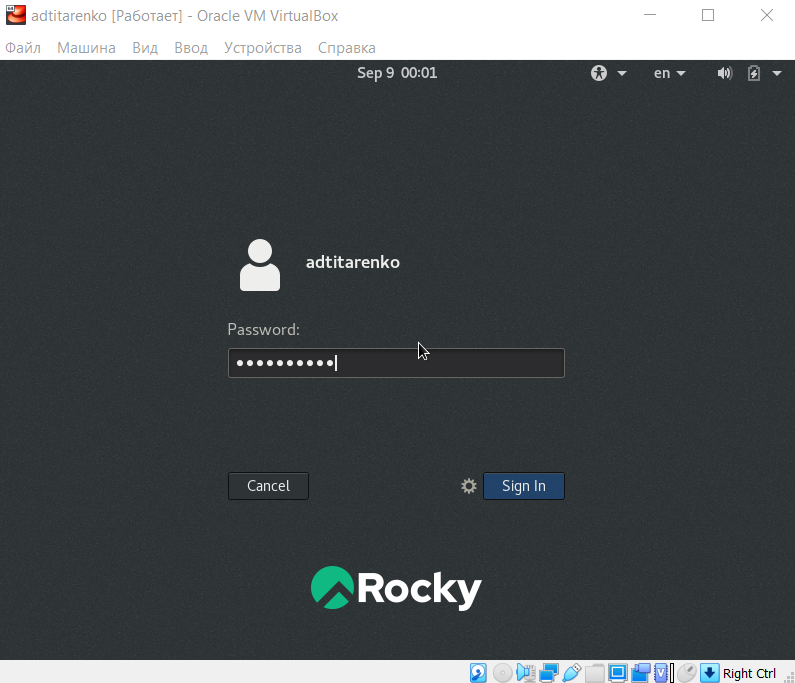 adtitarenko [Работает] - Oracle VM VirtualBox
Файл Машина Вид Ввод Устройства Справка
Sep 9 00:01 en
adtitarenko
Password:
Cancel Sign In
Rocky
Right Ctrl